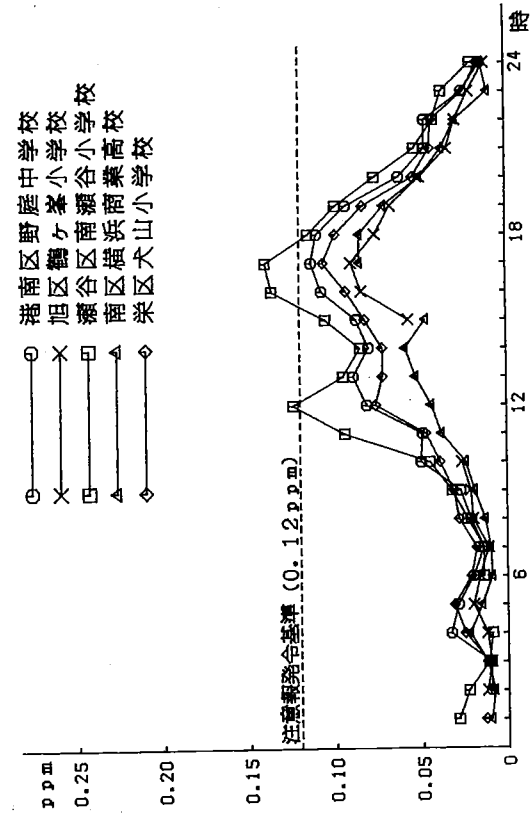 港南区野庭中学校
旭区鶴ヶ峯小学校
瀬谷区南瀬谷小学校
南区横浜商業高校
栄区犬山小学校
ppm
0.25
0.20
0.15
注意報発令基準(0.12ppm)
0.10
0.05
0
6
12
18
24
時